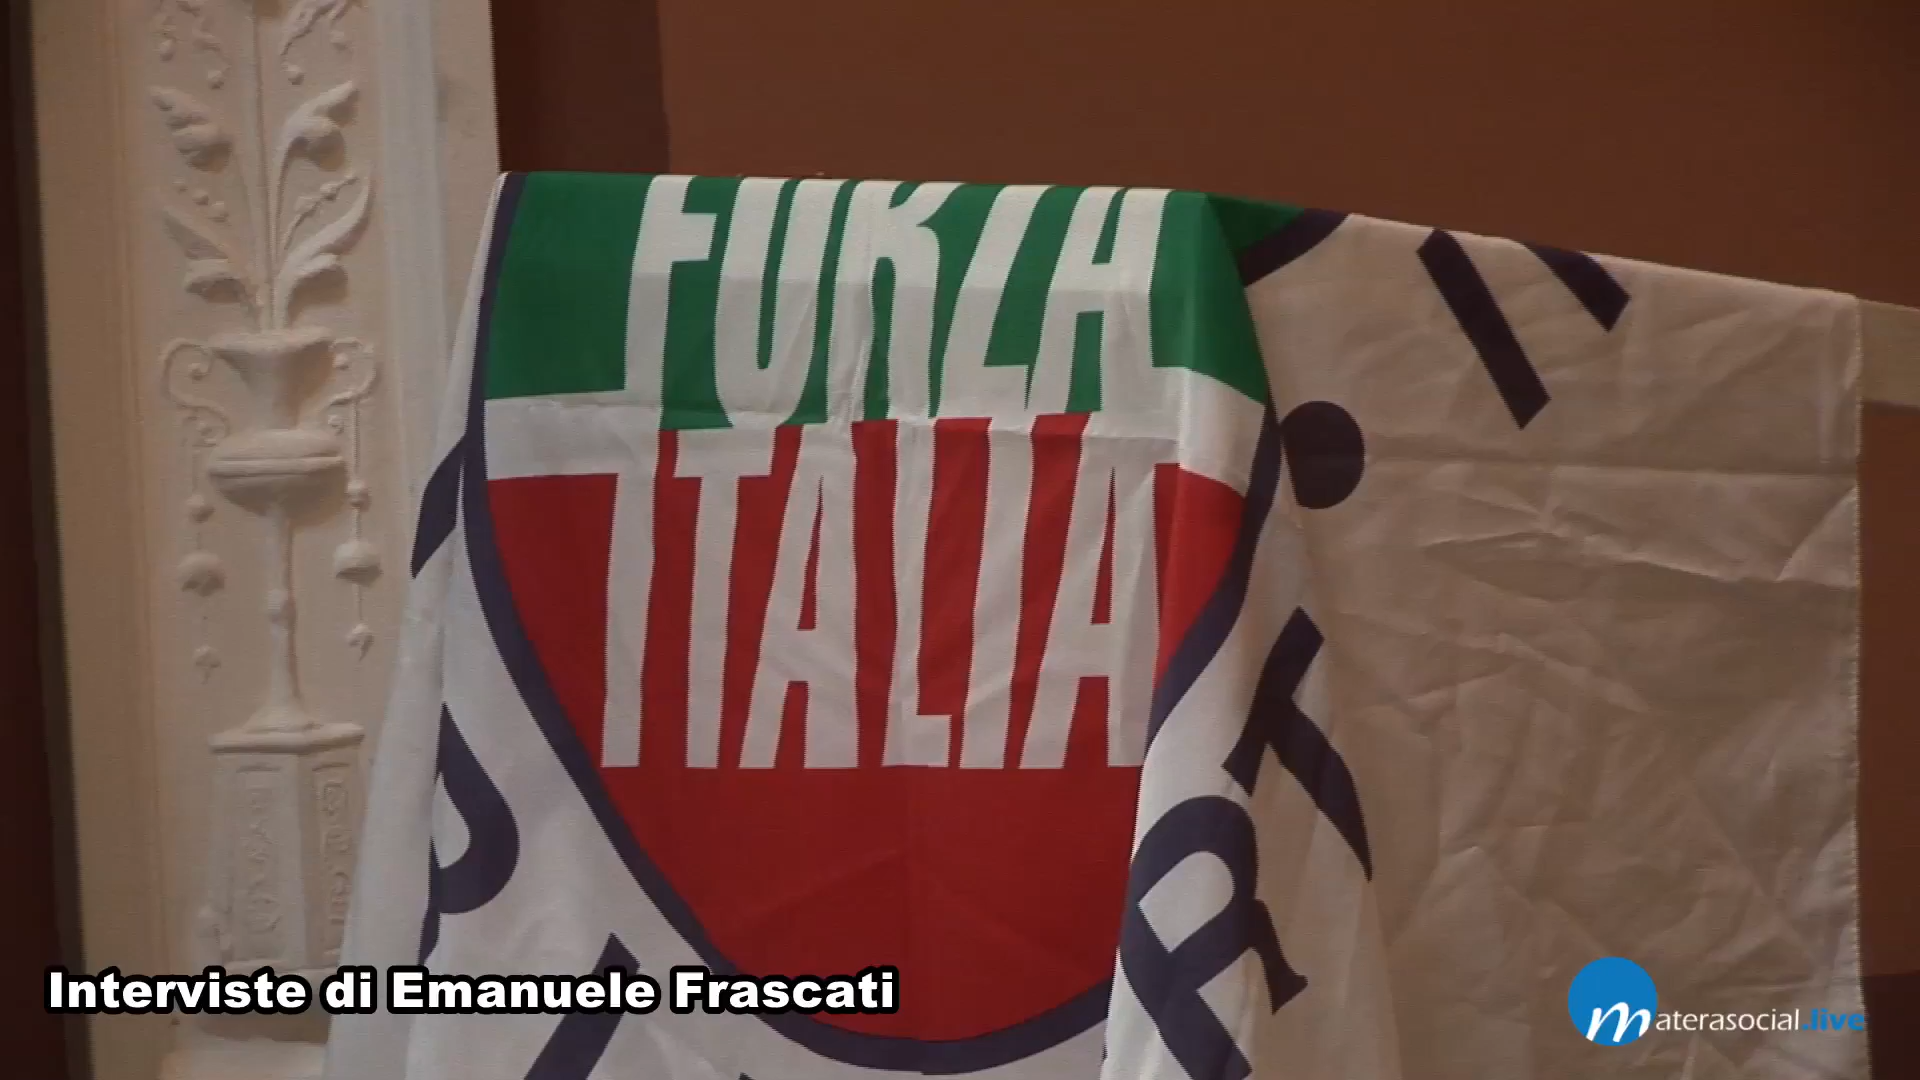 FORZA
ITALIA
Interviste di Emanuele Frascati
materasocial.live